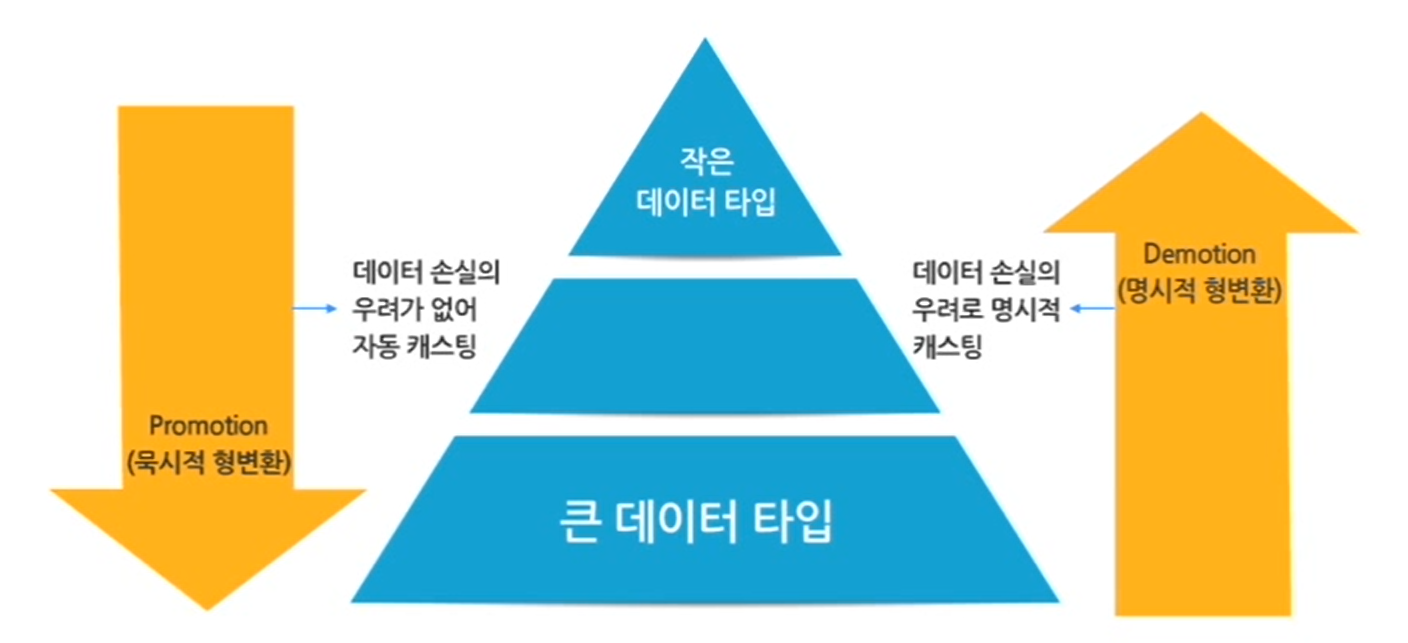 작은
데이터 타입
데이터 손실의
우려가 없어
자동 캐스팅
데이터 손실의
우려로 명시적
캐스팅
Demotion
(명시적 형변환)
Promotion
(묵시적 형변환)
큰 데이터 타입